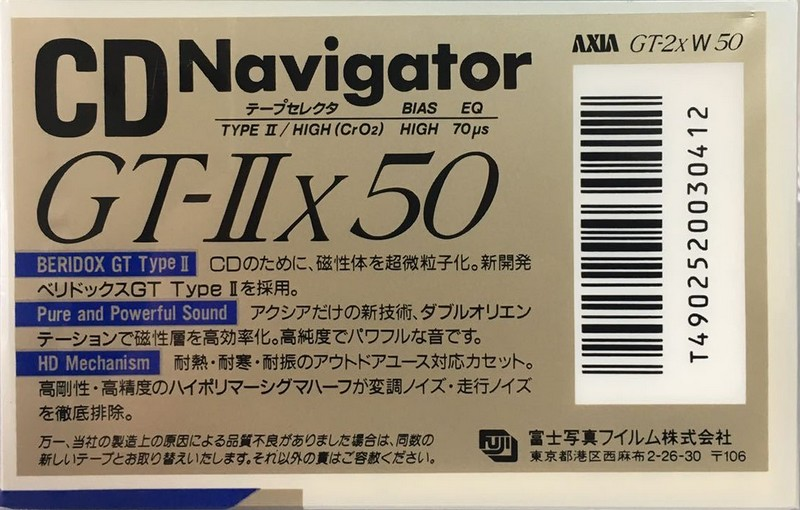 CD Navigator
AXIA GT-2x W 50
テープセレクタ BIAS EQ
TYPE II / HIGH (CrO2) HIGH 70μs
GT-IIx 50
BERIDOX GT Type II CDのために、磁性体を超微粒子化。新開発
ベリドックスGT Type IIを採用。
Pure and Powerful Sound アクシアだけの新技術、ダブルオリエン
テーションで磁性層を高効率化。高純度でパワフルな音です。
HD Mechanism 耐熱・耐寒・耐振のアウトドアユース対応カセット。
高剛性・高精度のハイポリマーシグマハーフが変調ノイズ・走行ノイズ
を徹底排除。
万一、当社の製造上の原因による品質不良がありました場合は、同数の
新しいテープとお取り替えいたします。それ以外の責はご容赦ください。
FUJI 富士写真フイルム株式会社
東京都港区西麻布2-26-30 〒106
T4902520030412